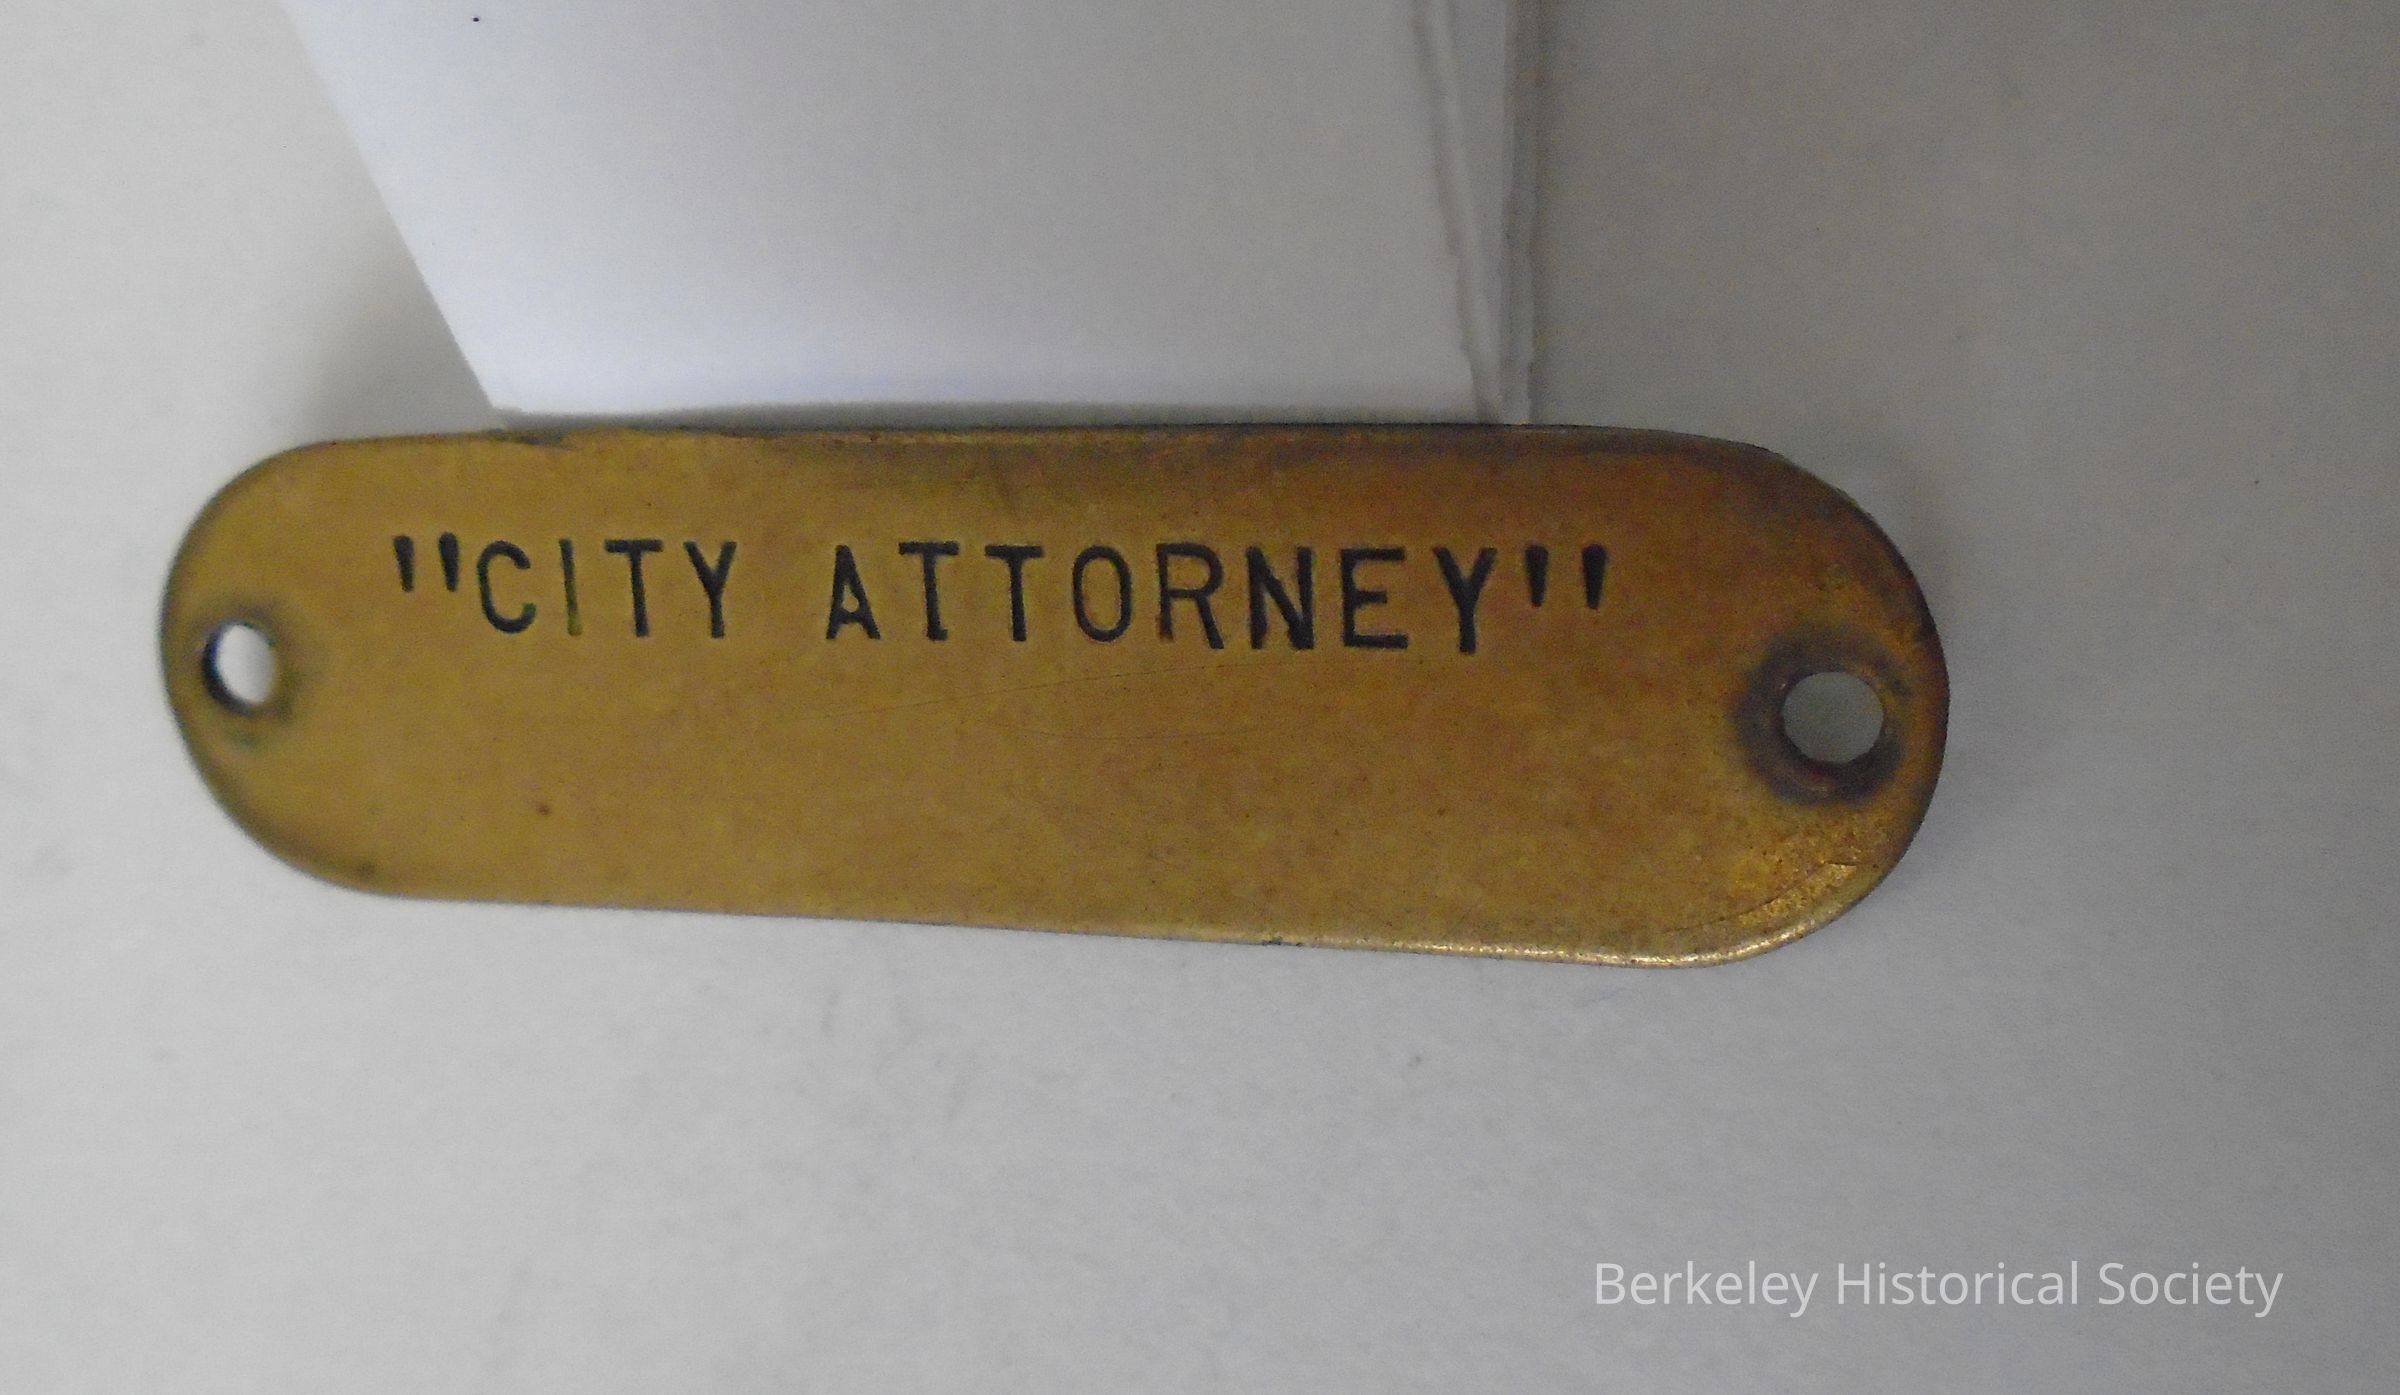 "CITY ATTORNEY"
Berkeley Historical Society